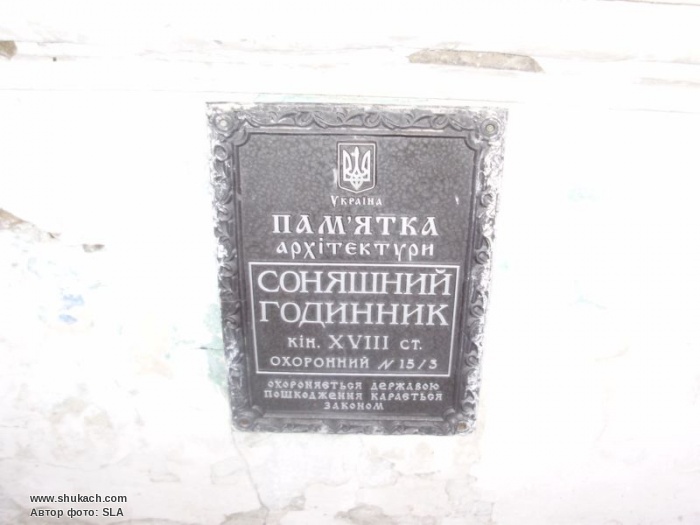 Україна
ПАМ'ЯТКА
АРХІТЕКТУРИ
СОНЯШНИЙ
ГОДИННИК
КІН. XVIII СТ.
ОХОРОННИЙ N 15/3
ОХОРОНЯЄТЬСЯ ДЕРЖАВОЮ
ПОШКОДЖЕННЯ КАРАЄТЬСЯ
ЗАКОНОМ
www.shukach.com
Автор фото: SLA